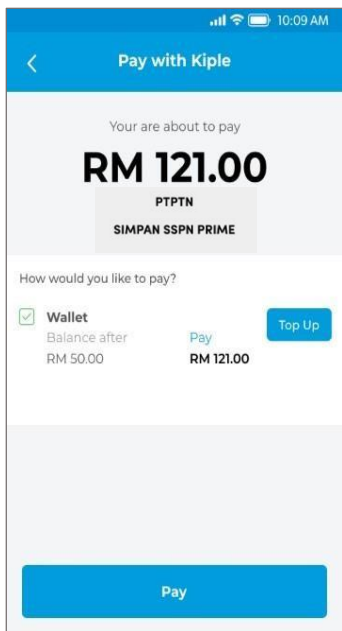 10:09 AM
Pay with Kiple
Your are about to pay
RM 121.00
PTPTN
SIMPAN SSPN PRIME
How would you like to pay?
Wallet
Top Up
Balance after Pay
RM 50.00 RM 121.00
Pay